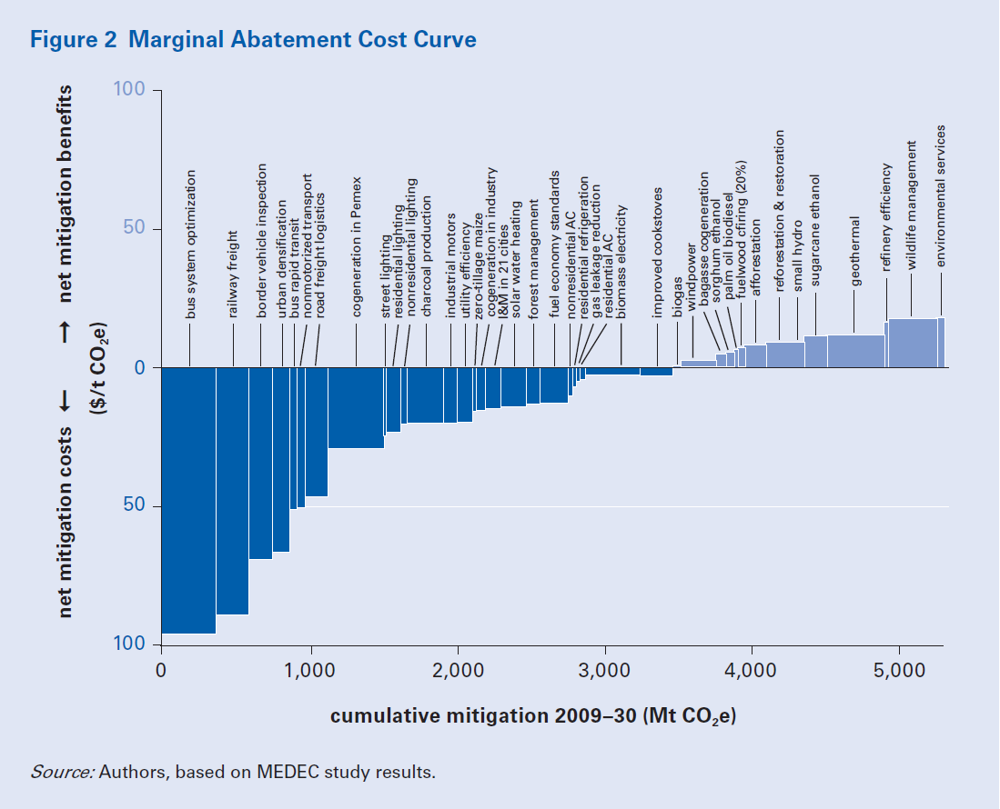 Figure 2 Marginal Abatement Cost Curve
net mitigation costs ← → net mitigation benefits
($/t CO₂e)
100
50
0
50
100
bus system optimization
railway freight
border vehicle inspection
urban densification
bus rapid transit
nonmotorized transport
road freight logistics
cogeneration in Pemex
street lighting
residential lighting
nonresidential lighting
charcoal production
industrial motors
utility efficiency
zero-tillage maize
cogeneration in industry
I&M in 21 cities
solar water heating
forest management
fuel economy standards
nonresidential AC
residential refrigeration
gas leakage reduction
residential AC
biomass electricity
improved cookstoves
biogas
windpower
bagasse cogeneration
sorghum ethanol
palm oil biodiesel
fuelwood cfiring (20%)
afforestation
reforestation & restoration
small hydro
sugarcane ethanol
geothermal
refinery efficiency
wildlife management
environmental services
0
1,000
2,000
3,000
4,000
5,000
cumulative mitigation 2009–30 (Mt CO₂e)
Source: Authors, based on MEDEC study results.